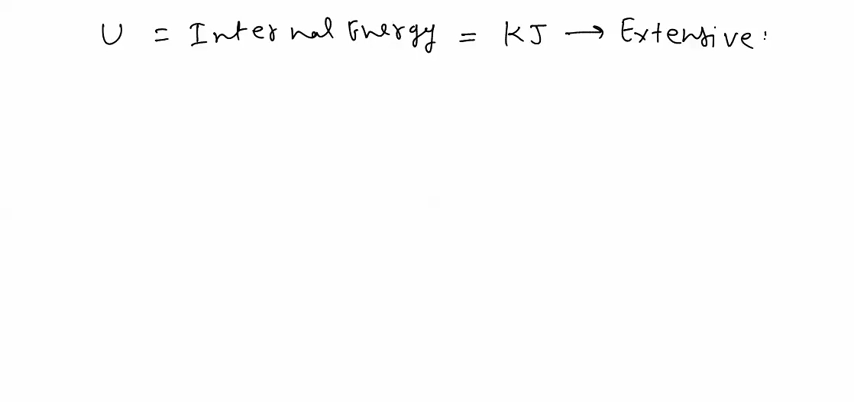 U = Internal Energy = KJ → Extensive: